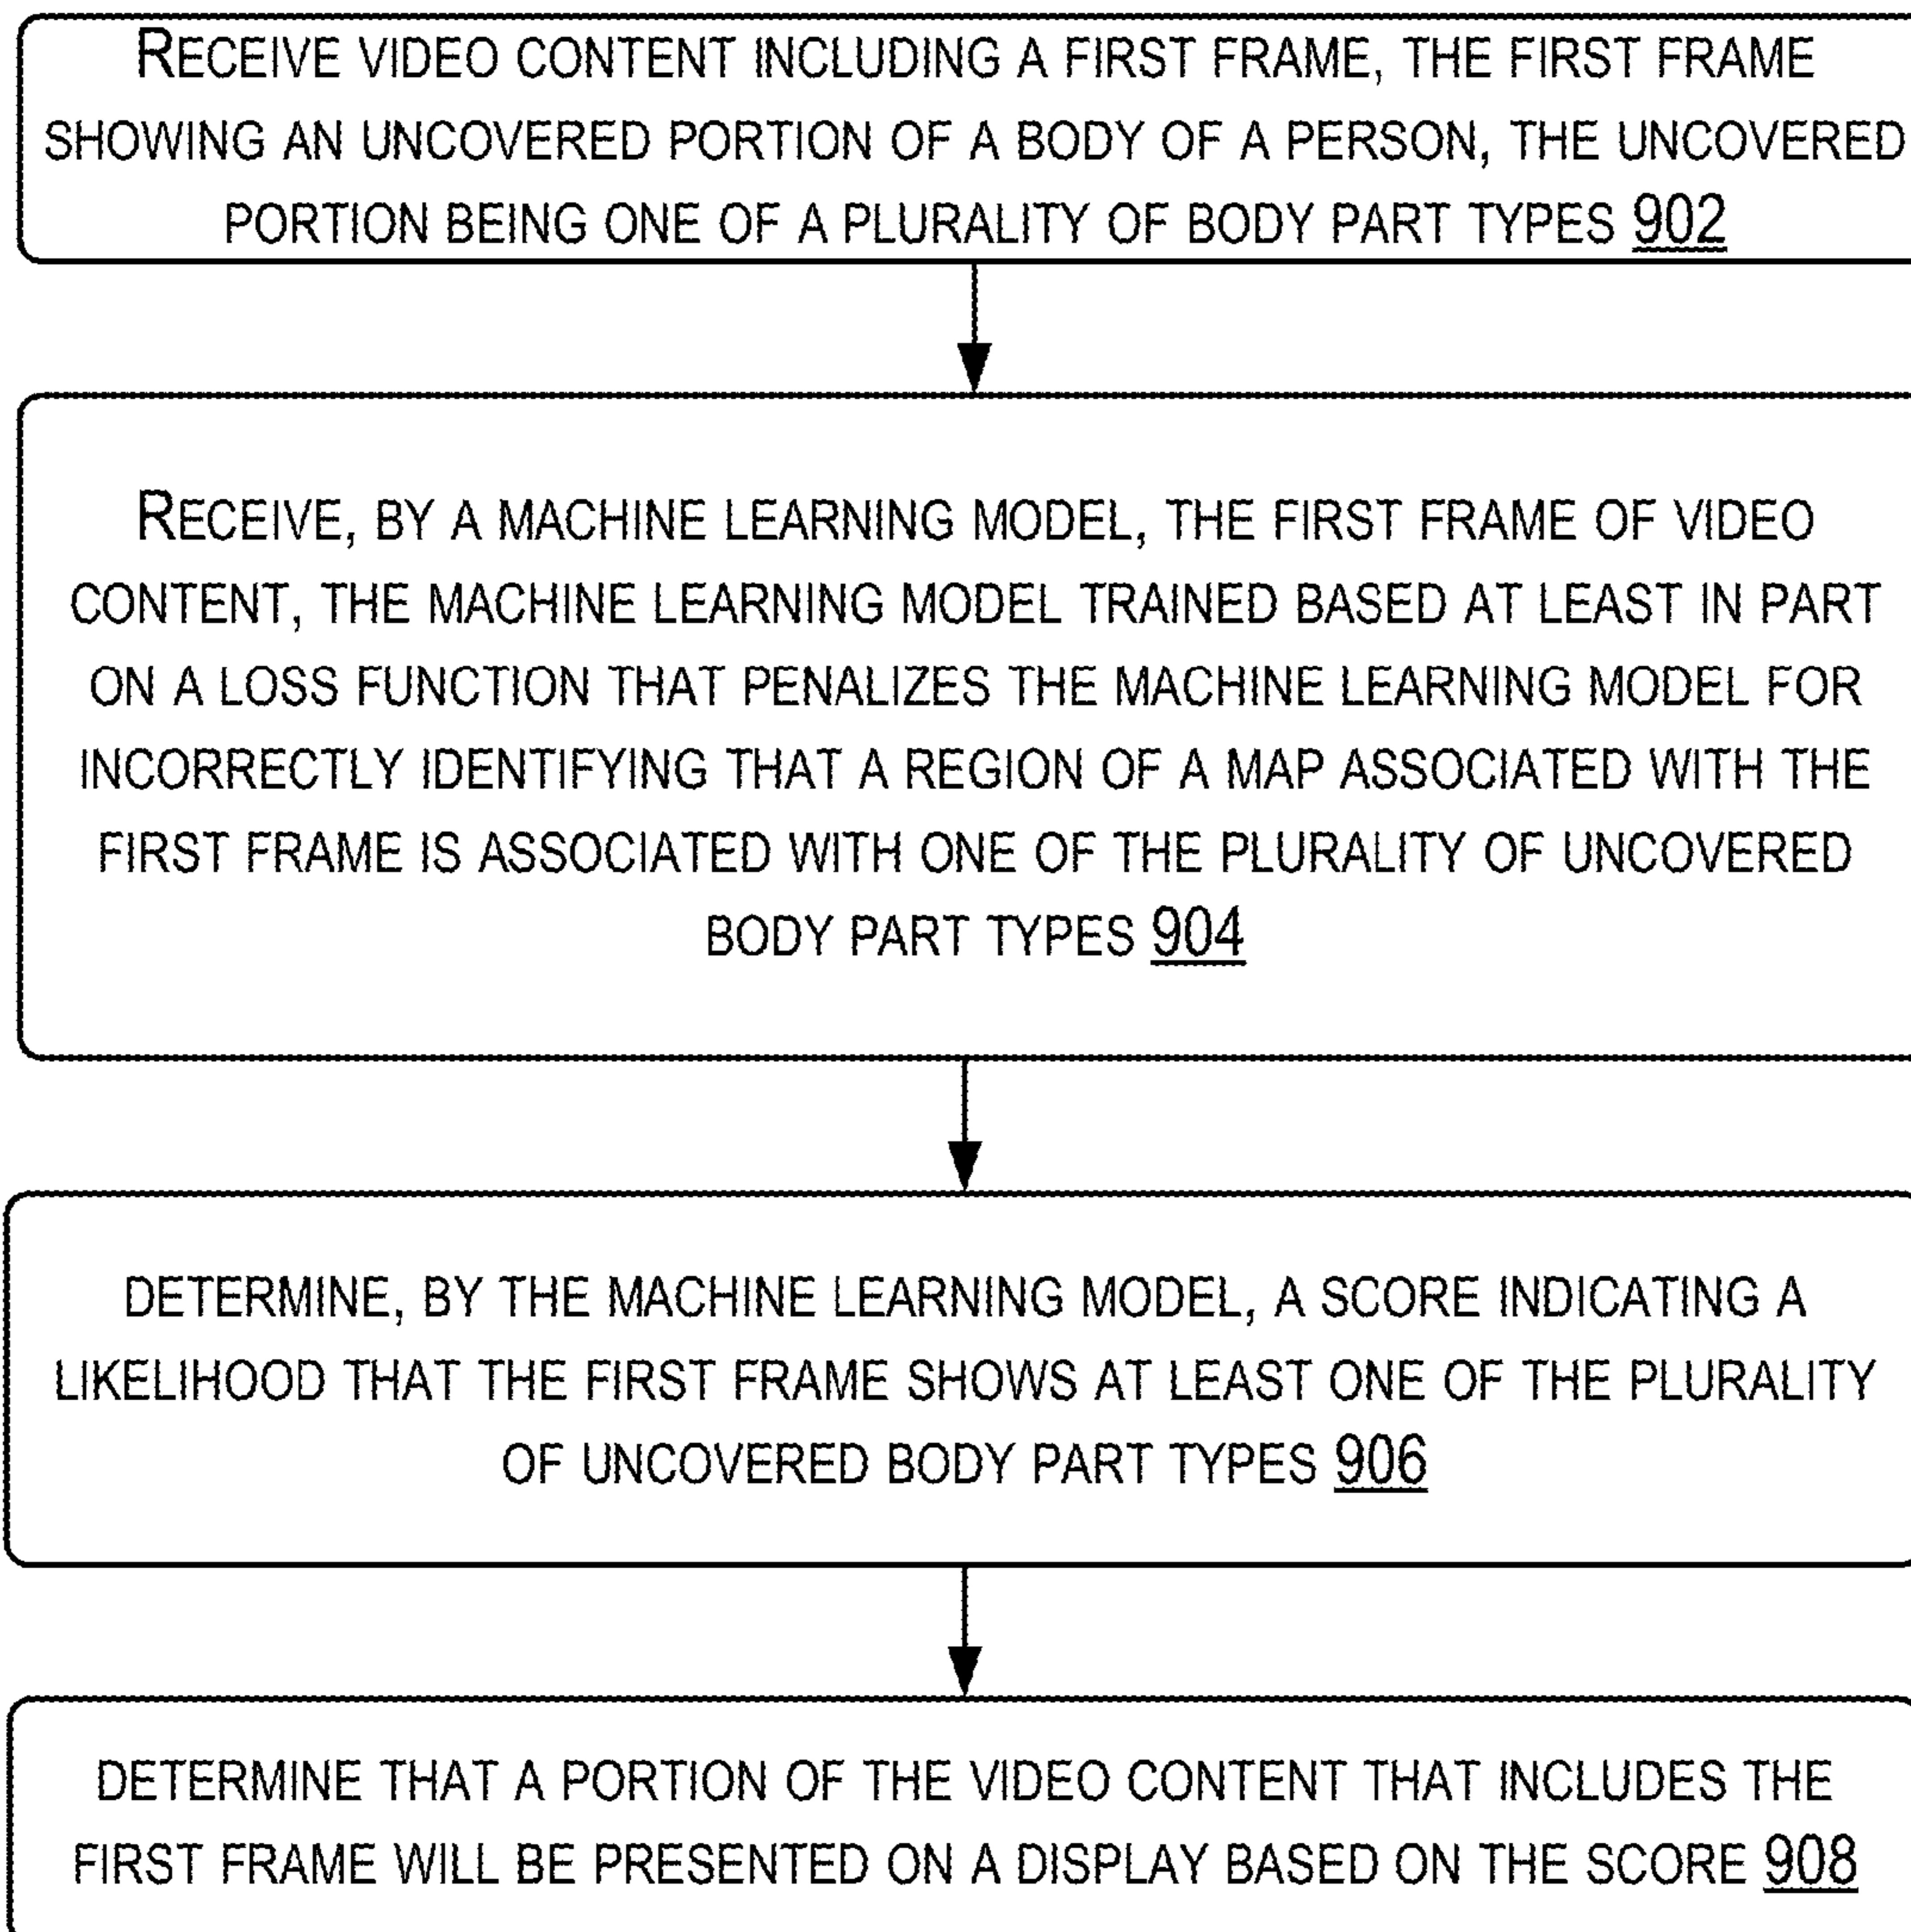 RECEIVE VIDEO CONTENT INCLUDING A FIRST FRAME, THE FIRST FRAME
SHOWING AN UNCOVERED PORTION OF A BODY OF A PERSON, THE UNCOVERED
PORTION BEING ONE OF A PLURALITY OF BODY PART TYPES 902
RECEIVE, BY A MACHINE LEARNING MODEL, THE FIRST FRAME OF VIDEO
CONTENT, THE MACHINE LEARNING MODEL TRAINED BASED AT LEAST IN PART
ON A LOSS FUNCTION THAT PENALIZES THE MACHINE LEARNING MODEL FOR
INCORRECTLY IDENTIFYING THAT A REGION OF A MAP ASSOCIATED WITH THE
FIRST FRAME IS ASSOCIATED WITH ONE OF THE PLURALITY OF UNCOVERED
BODY PART TYPES 904
DETERMINE, BY THE MACHINE LEARNING MODEL, A SCORE INDICATING A
LIKELIHOOD THAT THE FIRST FRAME SHOWS AT LEAST ONE OF THE PLURALITY
OF UNCOVERED BODY PART TYPES 906
DETERMINE THAT A PORTION OF THE VIDEO CONTENT THAT INCLUDES THE
FIRST FRAME WILL BE PRESENTED ON A DISPLAY BASED ON THE SCORE 908